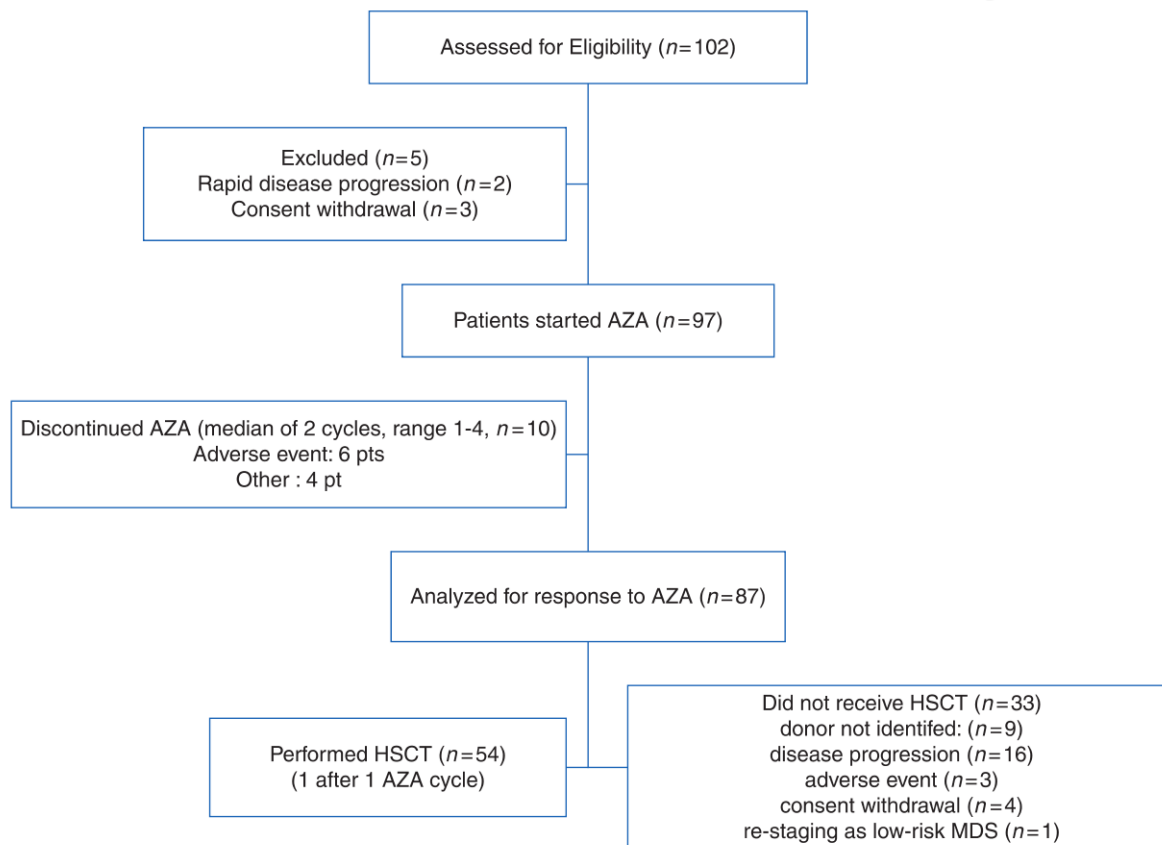 Assessed for Eligibility (n=102)
Excluded (n=5)
Rapid disease progression (n=2)
Consent withdrawal (n=3)
Patients started AZA (n=97)
Discontinued AZA (median of 2 cycles, range 1-4, n=10)
Adverse event: 6 pts
Other : 4 pt
Analyzed for response to AZA (n=87)
Performed HSCT (n=54)
(1 after 1 AZA cycle)
Did not receive HSCT (n=33)
donor not identifed: (n=9)
disease progression (n=16)
adverse event (n=3)
consent withdrawal (n=4)
re-staging as low-risk MDS (n=1)